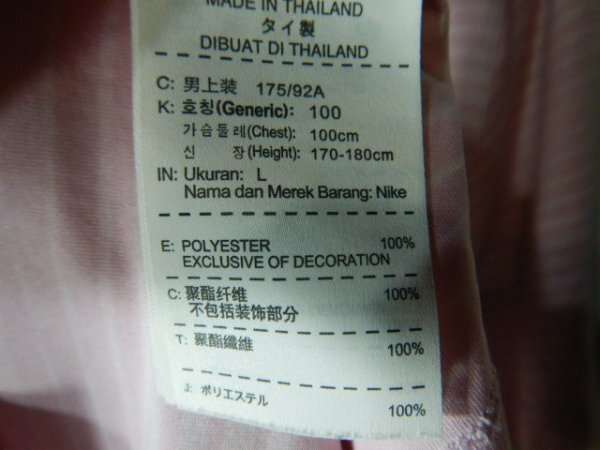 MADE IN THAILAND
タイ製
DIBUAT DI THAILAND
C: 男上装 175/92A
K: 호칭(Generic): 100
가슴둘레(Chest): 100cm
신 장(Height): 170-180cm
IN: Ukuran: L
Nama dan Merek Barang: Nike
E: POLYESTER 100%
EXCLUSIVE OF DECORATION
C: 聚酯纤维 100%
不包括装饰部分
T: 聚酯纖維 100%
J: ポリエステル 100%